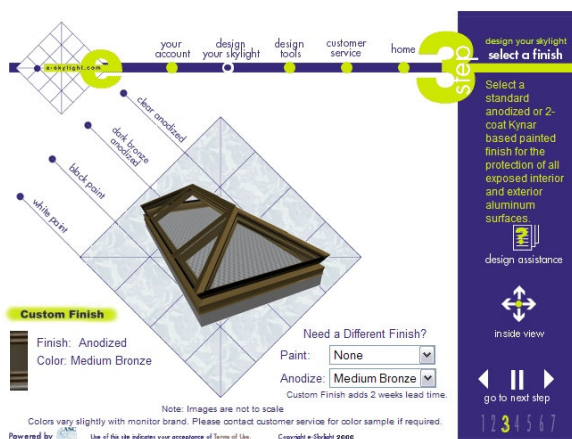 e-skylight.com
your account
design your skylight
design tools
customer service
home
3 step
design your skylight
select a finish
clear anodized
dark bronze anodized
black paint
white paint
Select a
standard
anodized or 2-
coat Kynar
based painted
finish for the
protection of all
exposed interior
and exterior
aluminum
surfaces.
design assistance
inside view
go to next step
1 2 3 4 5 6 7
Custom Finish
Finish: Anodized
Color: Medium Bronze
Need a Different Finish?
Paint: None
Anodize: Medium Bronze
Custom Finish adds 2 weeks lead time.
Note: Images are not to scale
Colors vary slightly with monitor brand. Please contact customer service for color sample if required.
Powered by ASC Use of this site indicates your acceptance of Terms of Use. Copyright e-Skylight 2006